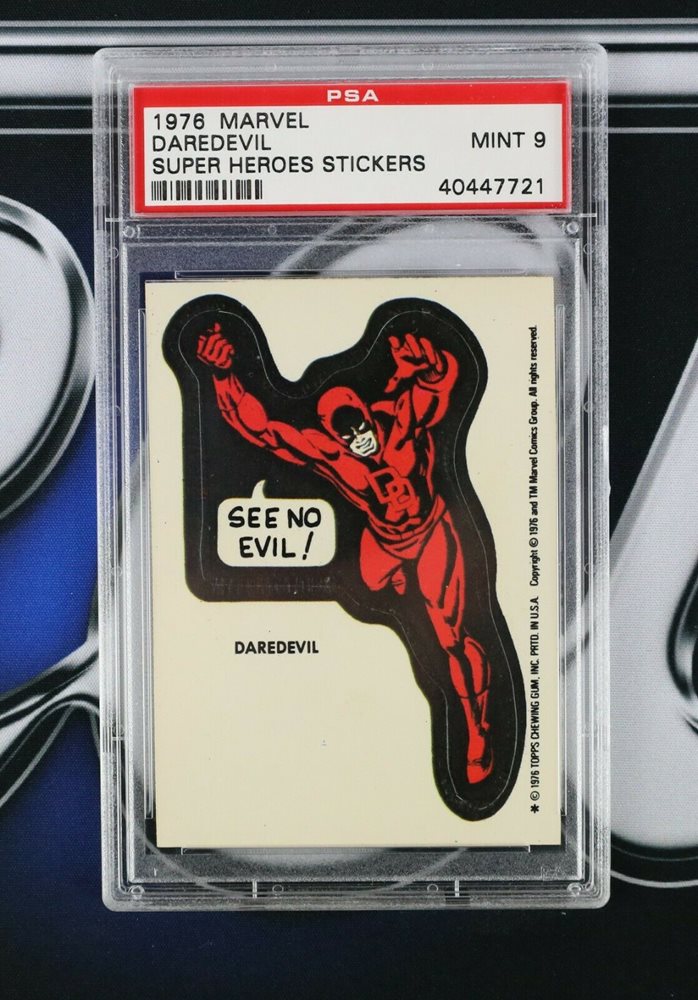 PSA
1976 MARVEL
DAREDEVIL
MINT 9
SUPER HEROES STICKERS
40447721
SEE NO
EVIL!
DAREDEVIL
* © 1976 TOPPS CHEWING GUM, INC. PRTD. IN U.S.A. Copyright © 1976 and TM Marvel Comics Group. All rights reserved.
DD